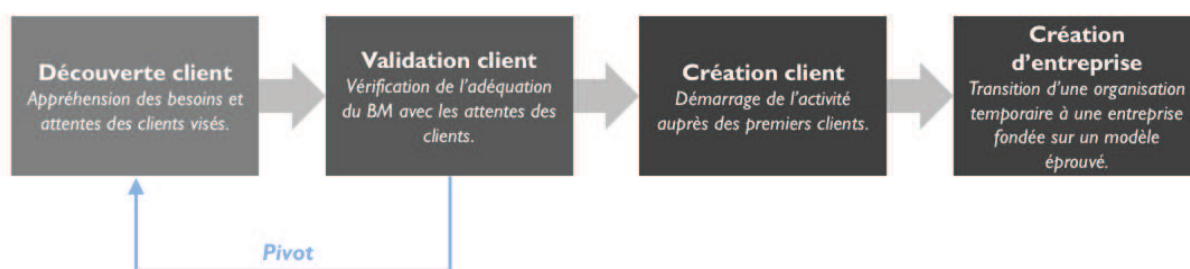 Découverte client
Appréhension des besoins et
attentes des clients visés.
Validation client
Vérification de l'adéquation
du BM avec les attentes des
clients.
Création client
Démarrage de l'activité
auprès des premiers clients.
Création
d'entreprise
Transition d'une organisation
temporaire à une entreprise
fondée sur un modèle
éprouvé.
Pivot